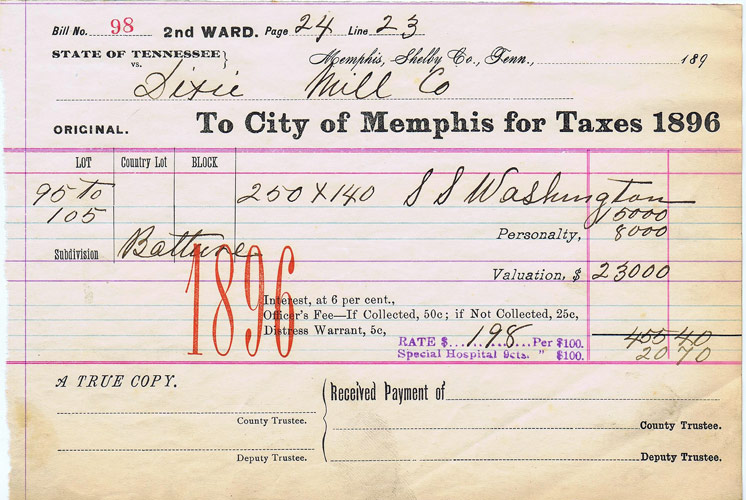 Bill No. 98 2nd WARD. Page 24 Line 23
STATE OF TENNESSEE } Memphis, Shelby Co., Tenn., 189
vs.
Dixie Mill Co
ORIGINAL. To City of Memphis for Taxes 1896
LOT Country Lot BLOCK
95 to 250 X 140 S S Washington
105 15000
Personalty, 8000
Subdivision Batture
Valuation, $ 23000
1896
Interest, at 6 per cent.,
Officer's Fee—If Collected, 50c; if Not Collected, 25c,
Distress Warrant, 5c,
RATE $ 198 Per $100. 455 40
Special Hospital 9cts. " $100. 20 70
A TRUE COPY. Received Payment of
County Trustee. County Trustee.
Deputy Trustee. Deputy Trustee.